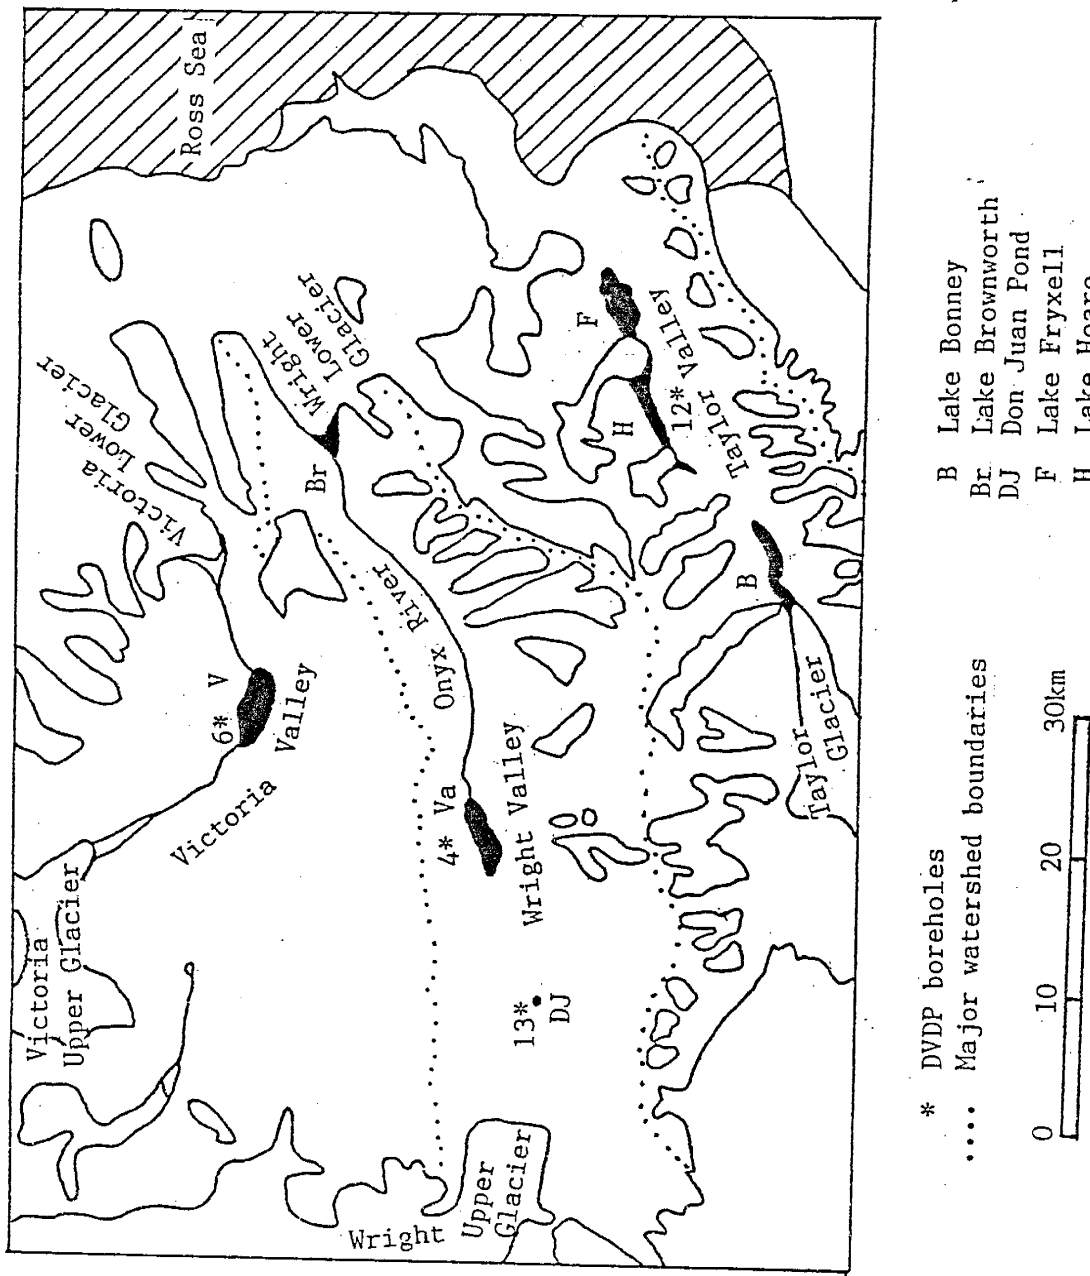 Ross Sea
Victoria
Upper Glacier
Victoria
Lower
Glacier
Wright
Lower
Glacier
6* V
Victoria
Valley
Br
Onyx River
4* Va
Wright Valley
13*
DJ
Wright
Upper
Glacier
F
H
12*
Taylor Valley
B
Taylor
Glacier
* DVDP boreholes
.... Major watershed boundaries
0 10 20 30km
B Lake Bonney
Br Lake Brownworth
DJ Don Juan Pond
F Lake Fryxell
H Lake Hoare